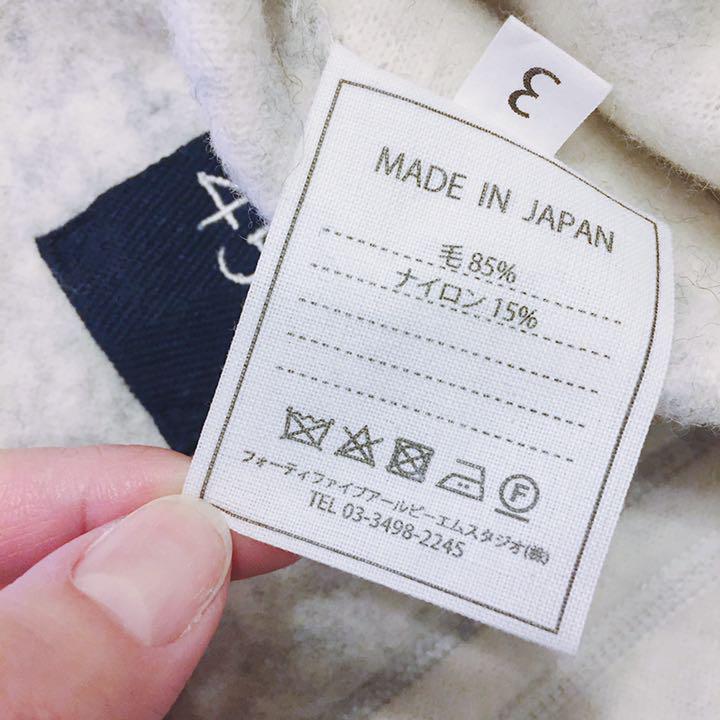 3
MADE IN JAPAN
毛 85%
ナイロン 15%
F
フォーティファイブアールピーエムスタジオ(株)
TEL 03-3498-2245
45